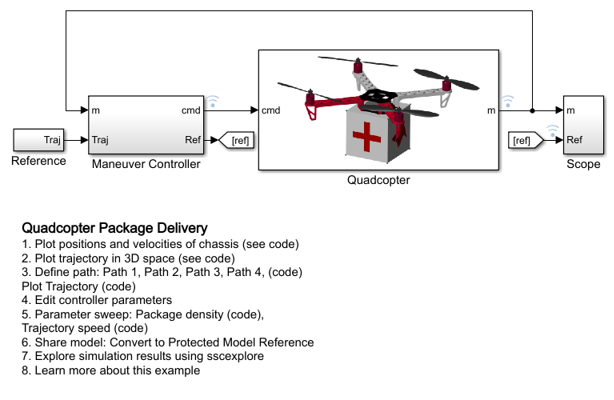 m
cmd
cmd
m
m
Traj
Traj
Ref
[ref]
[ref]
Ref
Reference
Maneuver Controller
Quadcopter
Scope
Quadcopter Package Delivery
1. Plot positions and velocities of chassis (see code)
2. Plot trajectory in 3D space (see code)
3. Define path: Path 1, Path 2, Path 3, Path 4, (code)
Plot Trajectory (code)
4. Edit controller parameters
5. Parameter sweep: Package density (code),
Trajectory speed (code)
6. Share model: Convert to Protected Model Reference
7. Explore simulation results using sscexplore
8. Learn more about this example